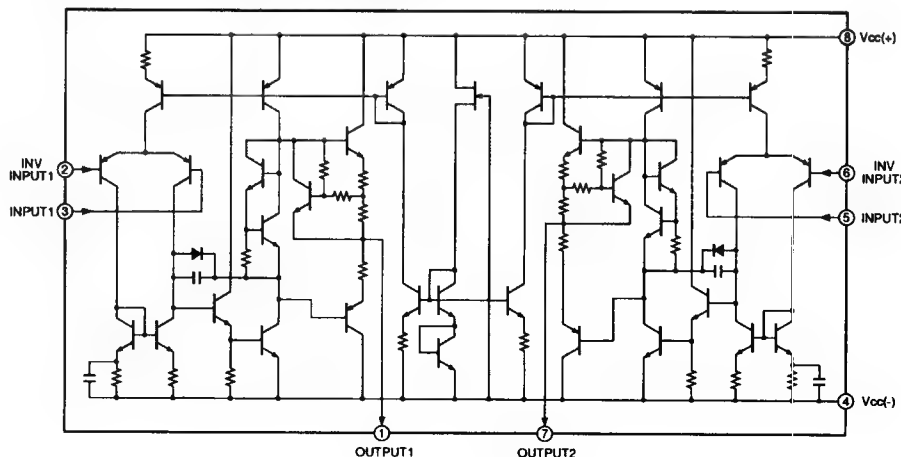 8 Vcc(+)
INV
INPUT1
2
3
INPUT1
INV
INPUT2
6
5
INPUT2
4 Vcc(-)
1
OUTPUT1
7
OUTPUT2